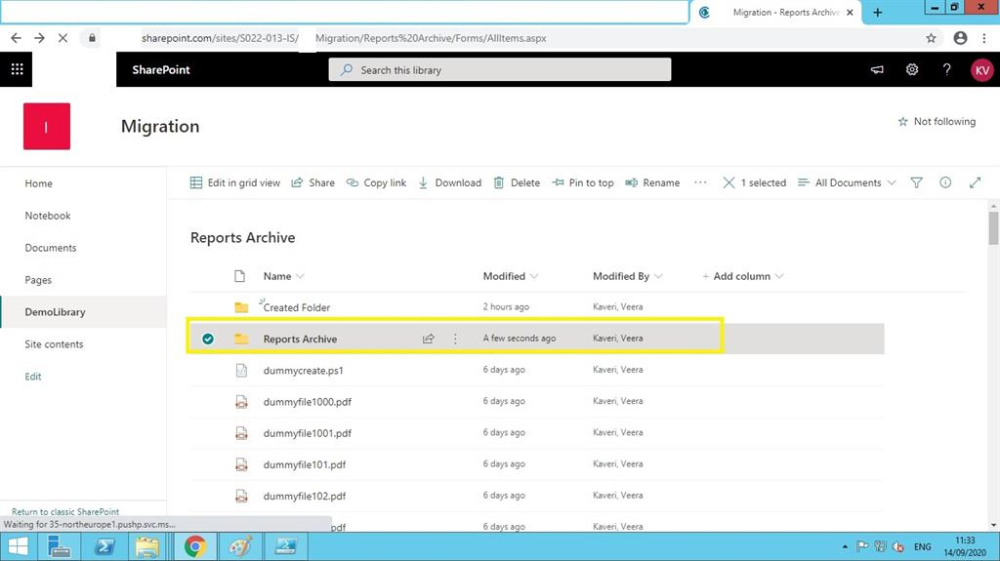 Migration - Reports Archive
sharepoint.com/sites/S022-013-IS/ Migration/Reports%20Archive/Forms/AllItems.aspx
SharePoint
Search this library
?
KV
I
Migration
Not following
Home
Notebook
Documents
Pages
DemoLibrary
Site contents
Edit
Return to classic SharePoint
Edit in grid view Share Copy link Download Delete Pin to top Rename ··· 1 selected All Documents
Reports Archive
Name Modified Modified By + Add column
Created Folder 2 hours ago Kaveri, Veera
Reports Archive A few seconds ago Kaveri, Veera
dummycreate.ps1 6 days ago Kaveri, Veera
dummyfile1000.pdf 6 days ago Kaveri, Veera
dummyfile1001.pdf 6 days ago Kaveri, Veera
dummyfile101.pdf 6 days ago Kaveri, Veera
dummyfile102.pdf 6 days ago Kaveri, Veera
pdf 6 days ago Kaveri, Veera
Waiting for 35-northeurope1.pushp.svc.ms...
ENG
11:33
14/09/2020